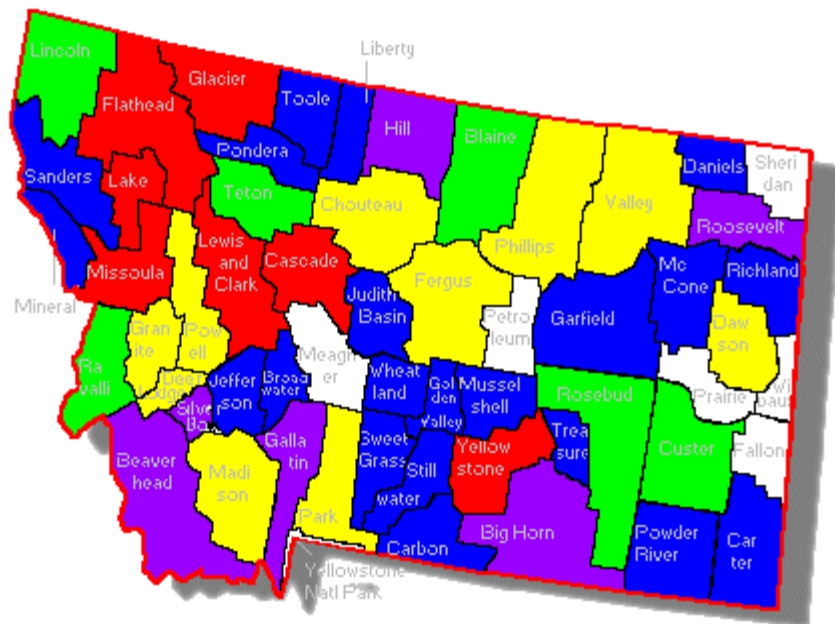 Lincoln
Flathead
Glacier
Toole
Liberty
Hill
Blaine
Phillips
Valley
Daniels
Sheri
dan
Roosevelt
Sanders
Lake
Pondera
Teton
Chouteau
Mineral
Missoula
Lewis
and
Clark
Cascade
Judith
Basin
Fergus
Petro
leum
Garfield
Mc
Cone
Richland
Daw
son
Prairie
Wi
baux
Ra
valli
Gran
ite
Pow
ell
Deer
Lodge
Silver
Bow
Jeffer
son
Broad
water
Meagh
er
Wheat
land
Gol
den
Valley
Mussel
shell
Rosebud
Trea
sure
Yellow
stone
Custer
Fallon
Beaver
head
Madi
son
Galla
tin
Park
Sweet
Grass
Still
water
Carbon
Big Horn
Powder
River
Car
ter
Yellowstone
Natl Park